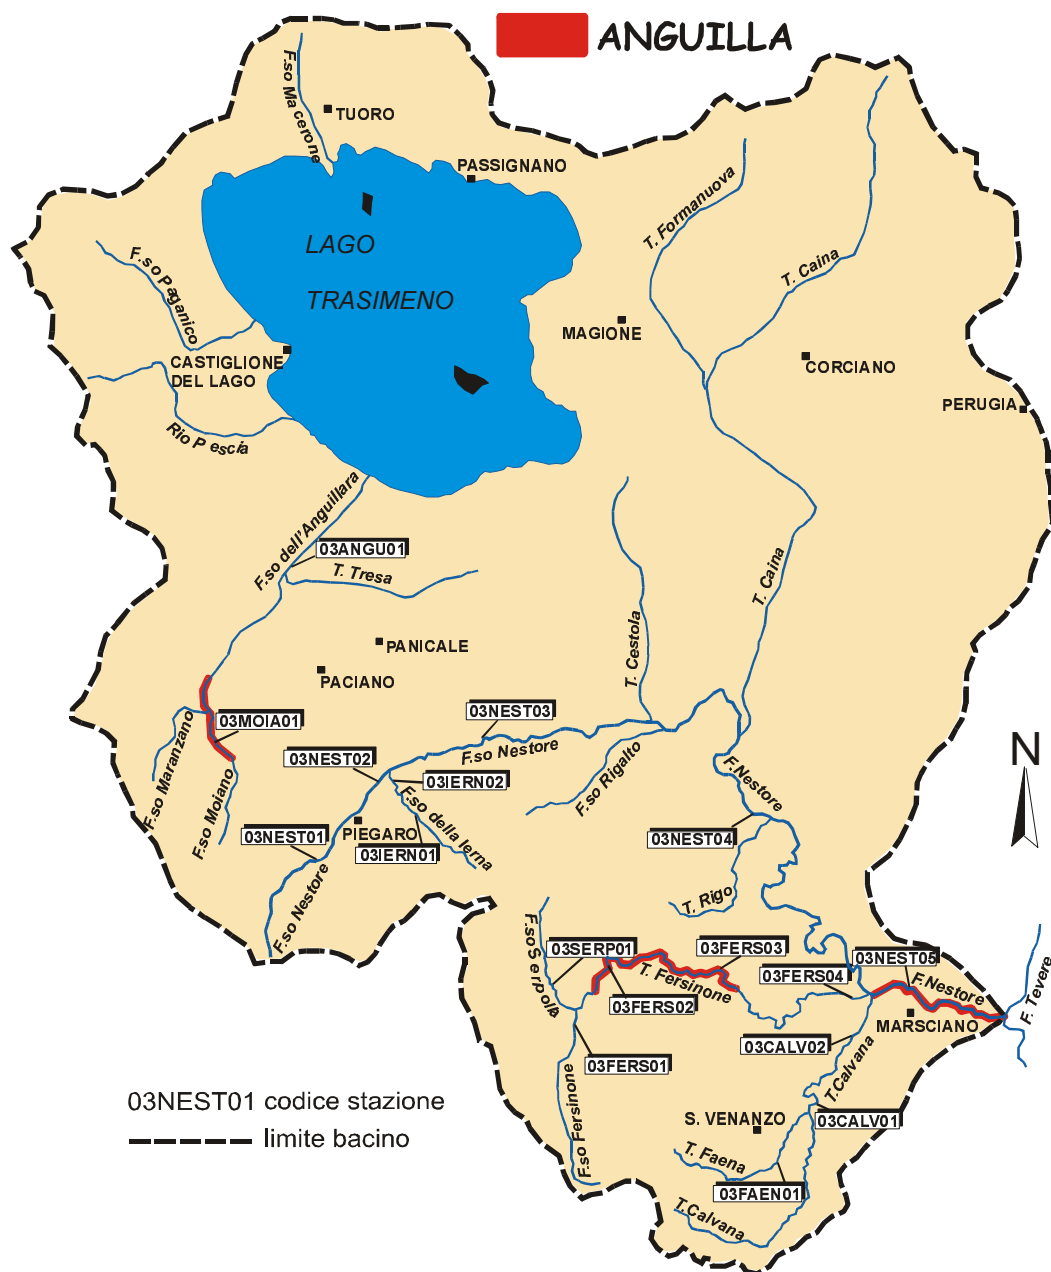 ANGUILLA
F.so Macerone
TUORO
PASSIGNANO
LAGO
TRASIMENO
T. Formanuova
T. Caina
F.so Paganico
MAGIONE
CASTIGLIONE
DEL LAGO
CORCIANO
PERUGIA
Rio Pescia
F.so dell'Anguillara
03ANGU01
T. Tresa
T. Caina
T. Cestola
PANICALE
PACIANO
03MOIA01
03NEST03
F.so Nestore
03NEST02
03IERN02
F.so Maranzano
F.so Moiano
F.so Rigalto
F.Nestore
N
PIEGARO
F.so della Ierna
03NEST01
03IERN01
03NEST04
F.so Nestore
T. Rigo
F.so Serpolla
03SERP01
03FERS03
03NEST05
T. Fersinone
03FERS04
F.Nestore
F. Tevere
03FERS02
MARSCIANO
03CALV02
03FERS01
T.Calvana
03NEST01 codice stazione
limite bacino
F.so Fersinone
S. VENANZO
03CALV01
T. Faena
03FAEN01
T.Calvana